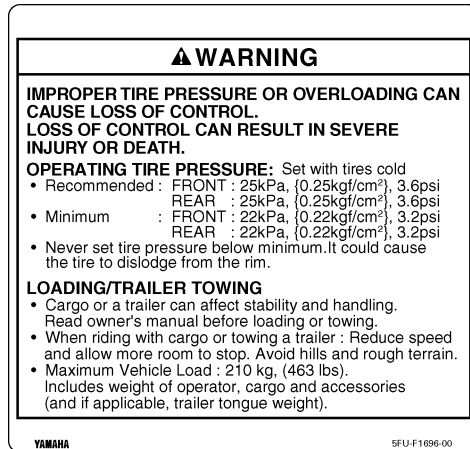 ⚠WARNING
IMPROPER TIRE PRESSURE OR OVERLOADING CAN
CAUSE LOSS OF CONTROL.
LOSS OF CONTROL CAN RESULT IN SEVERE
INJURY OR DEATH.
OPERATING TIRE PRESSURE: Set with tires cold
• Recommended : FRONT : 25kPa, {0.25kgf/cm²}, 3.6psi
REAR : 25kPa, {0.25kgf/cm²}, 3.6psi
• Minimum : FRONT : 22kPa, {0.22kgf/cm²}, 3.2psi
REAR : 22kPa, {0.22kgf/cm²}, 3.2psi
• Never set tire pressure below minimum.It could cause
the tire to dislodge from the rim.
LOADING/TRAILER TOWING
• Cargo or a trailer can affect stability and handling.
Read owner's manual before loading or towing.
• When riding with cargo or towing a trailer : Reduce speed
and allow more room to stop. Avoid hills and rough terrain.
• Maximum Vehicle Load : 210 kg, (463 lbs).
Includes weight of operator, cargo and accessories
(and if applicable, trailer tongue weight).
YAMAHA 5FU-F1696-00